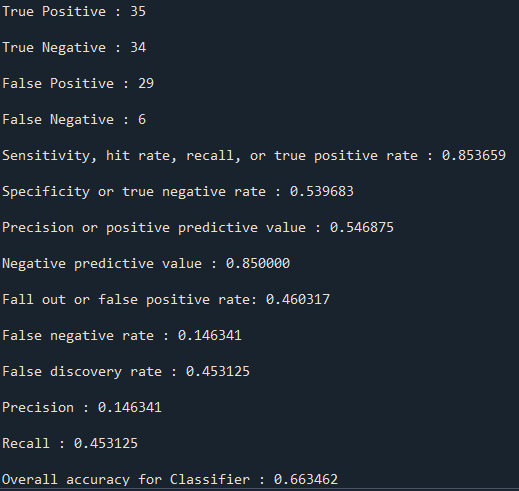 True Positive : 35
True Negative : 34
False Positive : 29
False Negative : 6
Sensitivity, hit rate, recall, or true positive rate : 0.853659
Specificity or true negative rate : 0.539683
Precision or positive predictive value : 0.546875
Negative predictive value : 0.850000
Fall out or false positive rate: 0.460317
False negative rate : 0.146341
False discovery rate : 0.453125
Precision : 0.146341
Recall : 0.453125
Overall accuracy for Classifier : 0.663462